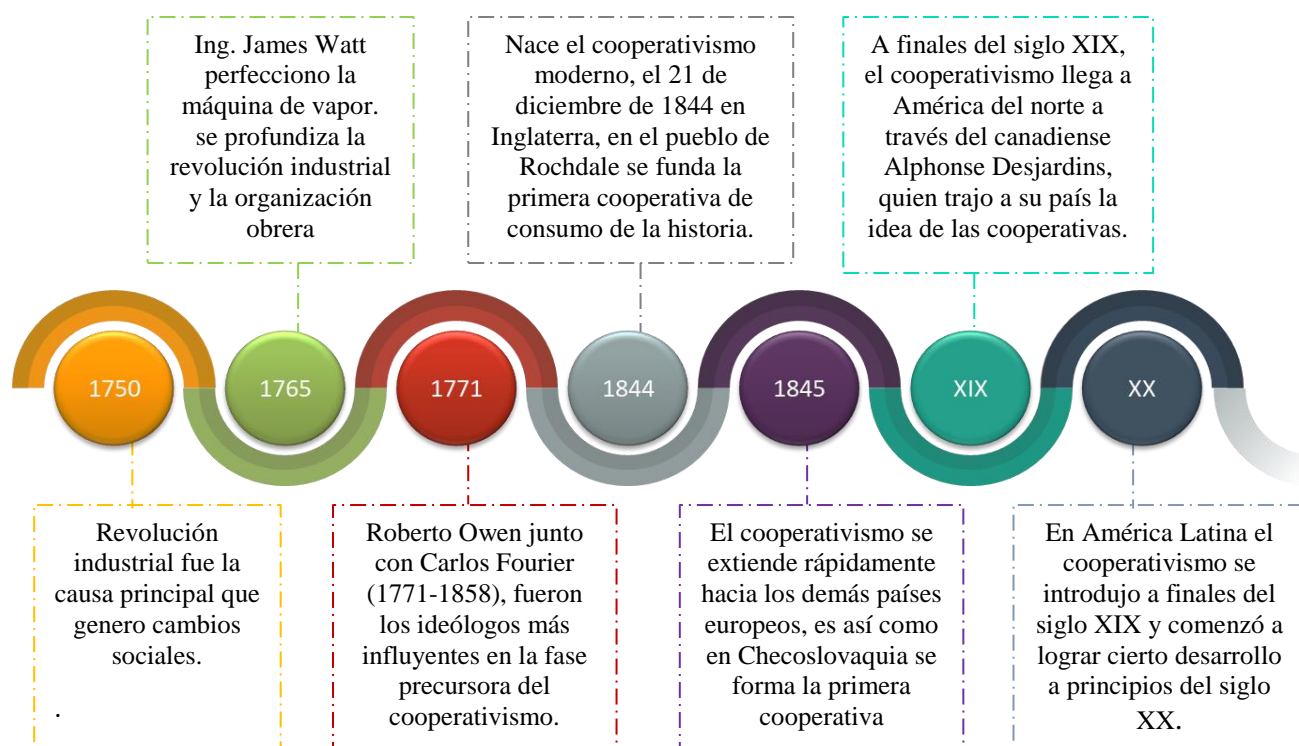 Ing. James Watt
perfecciono la
máquina de vapor.
se profundiza la
revolución industrial
y la organización
obrera
Nace el cooperativismo
moderno, el 21 de
diciembre de 1844 en
Inglaterra, en el pueblo de
Rochdale se funda la
primera cooperativa de
consumo de la historia.
A finales del siglo XIX,
el cooperativismo llega a
América del norte a
través del canadiense
Alphonse Desjardins,
quien trajo a su país la
idea de las cooperativas.
1750
1765
1771
1844
1845
XIX
XX
Revolución
industrial fue la
causa principal que
genero cambios
sociales.
.
Roberto Owen junto
con Carlos Fourier
(1771-1858), fueron
los ideólogos más
influyentes en la fase
precursora del
cooperativismo.
El cooperativismo se
extiende rápidamente
hacia los demás países
europeos, es así como
en Checoslovaquia se
forma la primera
cooperativa
En América Latina el
cooperativismo se
introdujo a finales del
siglo XIX y comenzó a
lograr cierto desarrollo
a principios del siglo
XX.